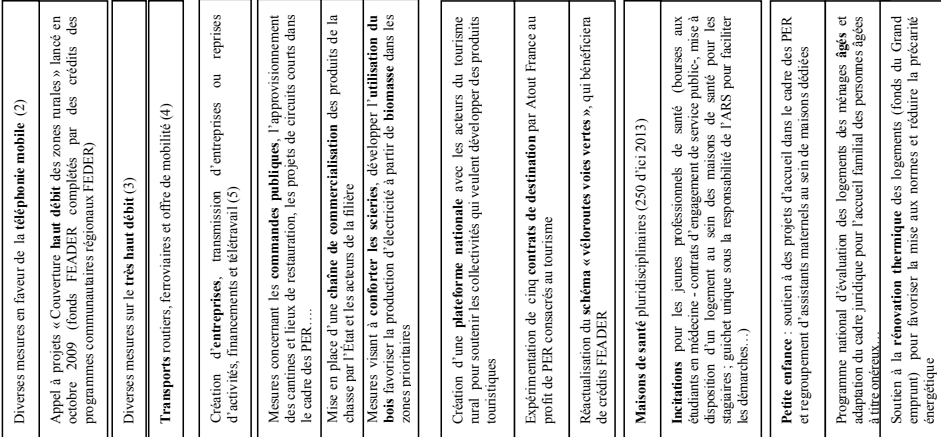 Diverses mesures en faveur de la téléphonie mobile (2)
Appel à projets « Couverture haut débit des zones rurales » lancé en
octobre 2009 (fonds FEADER complétés par des crédits des
programmes communautaires régionaux FEDER)
Diverses mesures sur le très haut débit (3)
Transports routiers, ferroviaires et offre de mobilité (4)
Création d'entreprises, transmission d'entreprises ou reprises
d'activités, financements et télétravail (5)
Mesures concernant les commandes publiques, l'approvisionnement
des cantines et lieux de restauration, les projets de circuits courts dans
le cadre des PER…
Mise en place d'une chaîne de commercialisation des produits de la
chasse par l'État et les acteurs de la filière
Mesures visant à conforter les scieries, développer l'utilisation du
bois favoriser la production d'électricité à partir de biomasse dans les
zones prioritaires
Création d'une plateforme nationale avec les acteurs du tourisme
rural pour soutenir les collectivités qui veulent développer des produits
touristiques
Expérimentation de cinq contrats de destination par Atout France au
profit de PER consacrés au tourisme
Réactualisation du schéma « véloroutes voies vertes », qui bénéficiera
de crédits FEADER
Maisons de santé pluridisciplinaires (250 d'ici 2013)
Incitations pour les jeunes professionnels de santé (bourses aux
étudiants en médecine - contrats d'engagement de service public-, mise à
disposition d'un logement au sein des maisons de santé pour les
stagiaires ; guichet unique sous la responsabilité de l'ARS pour faciliter
les démarches…)
Petite enfance : soutien à des projets d'accueil dans le cadre des PER
et regroupement d'assistants maternels au sein de maisons dédiées
Programme national d'évaluation des logements des ménages âgés et
adaptation du cadre juridique pour l'accueil familial des personnes âgées
à titre onéreux…
Soutien à la rénovation thermique des logements (fonds du Grand
emprunt) pour favoriser la mise aux normes et réduire la précarité
énergétique